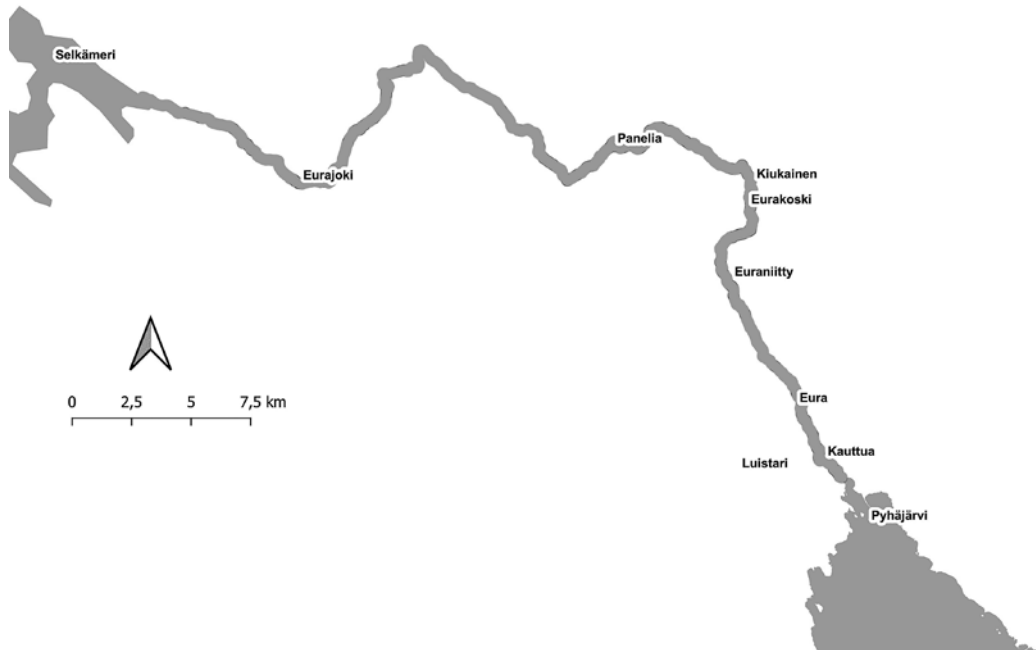 Selkämeri
Panelia
Eurajoki
Kiukainen
Eurakoski
Euraniitty
0 2,5 5 7,5 km
Eura
Kauttua
Luistari
Pyhäjärvi